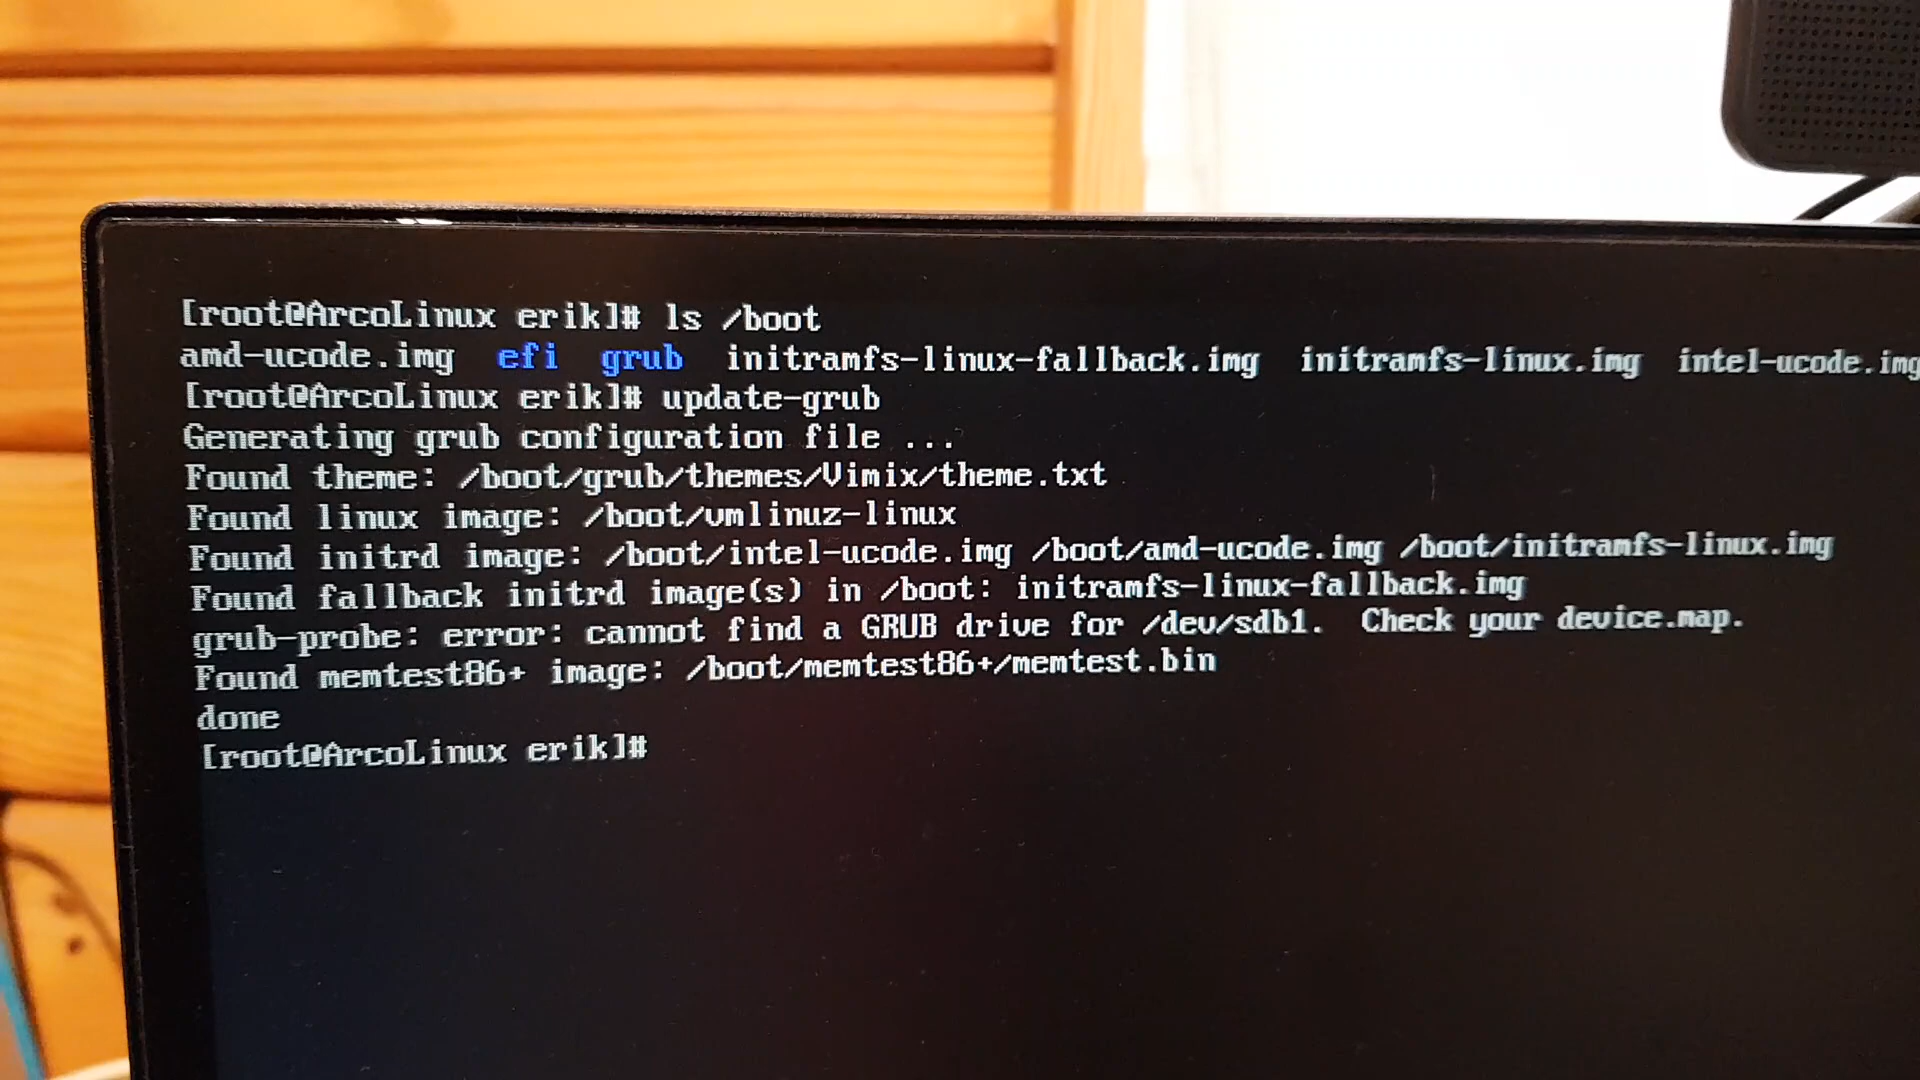 [root@ArcoLinux erik]# ls /boot
amd-ucode.img  efi  grub  initramfs-linux-fallback.img  initramfs-linux.img  intel-ucode.img
[root@ArcoLinux erik]# update-grub
Generating grub configuration file ...
Found theme: /boot/grub/themes/Vimix/theme.txt
Found linux image: /boot/vmlinuz-linux
Found initrd image: /boot/intel-ucode.img /boot/amd-ucode.img /boot/initramfs-linux.img
Found fallback initrd image(s) in /boot: initramfs-linux-fallback.img
grub-probe: error: cannot find a GRUB drive for /dev/sdb1.  Check your device.map.
Found memtest86+ image: /boot/memtest86+/memtest.bin
done
[root@ArcoLinux erik]#